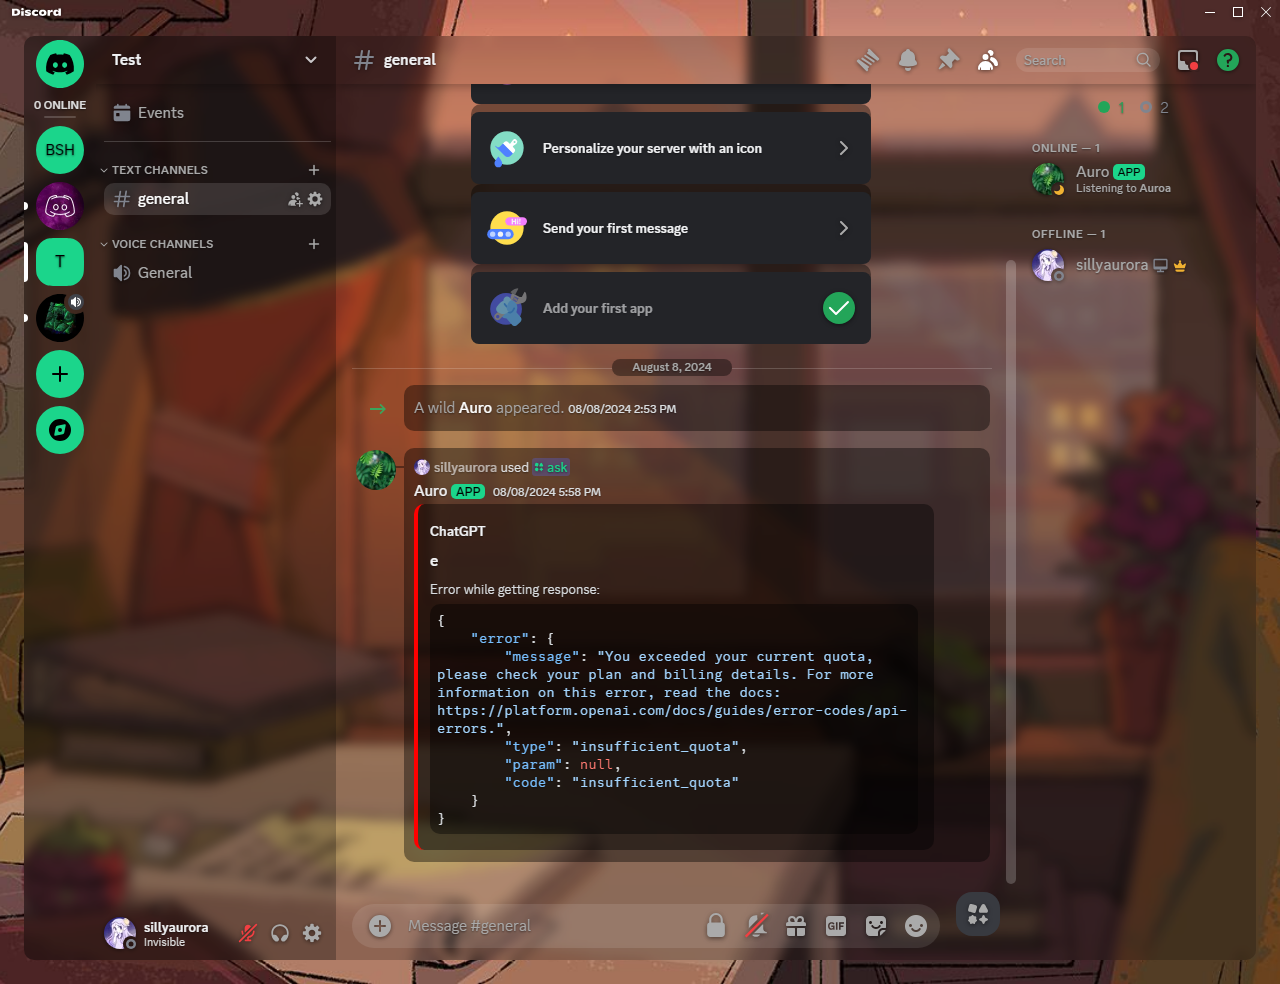 Discord
Test
general
Search
0 ONLINE
Events
1
2
BSH
TEXT CHANNELS
general
VOICE CHANNELS
General
T
Personalize your server with an icon
Send your first message
Add your first app
ONLINE — 1
Auro APP
Listening to Auroa
OFFLINE — 1
sillyaurora
August 8, 2024
A wild Auro appeared. 08/08/2024 2:53 PM
sillyaurora used ask
Auro APP 08/08/2024 5:58 PM
ChatGPT
e
Error while getting response:
{
"error": {
"message": "You exceeded your current quota,
please check your plan and billing details. For more
information on this error, read the docs:
https://platform.openai.com/docs/guides/error-codes/api-
errors.",
"type": "insufficient_quota",
"param": null,
"code": "insufficient_quota"
}
}
sillyaurora
Invisible
Message #general
GIF